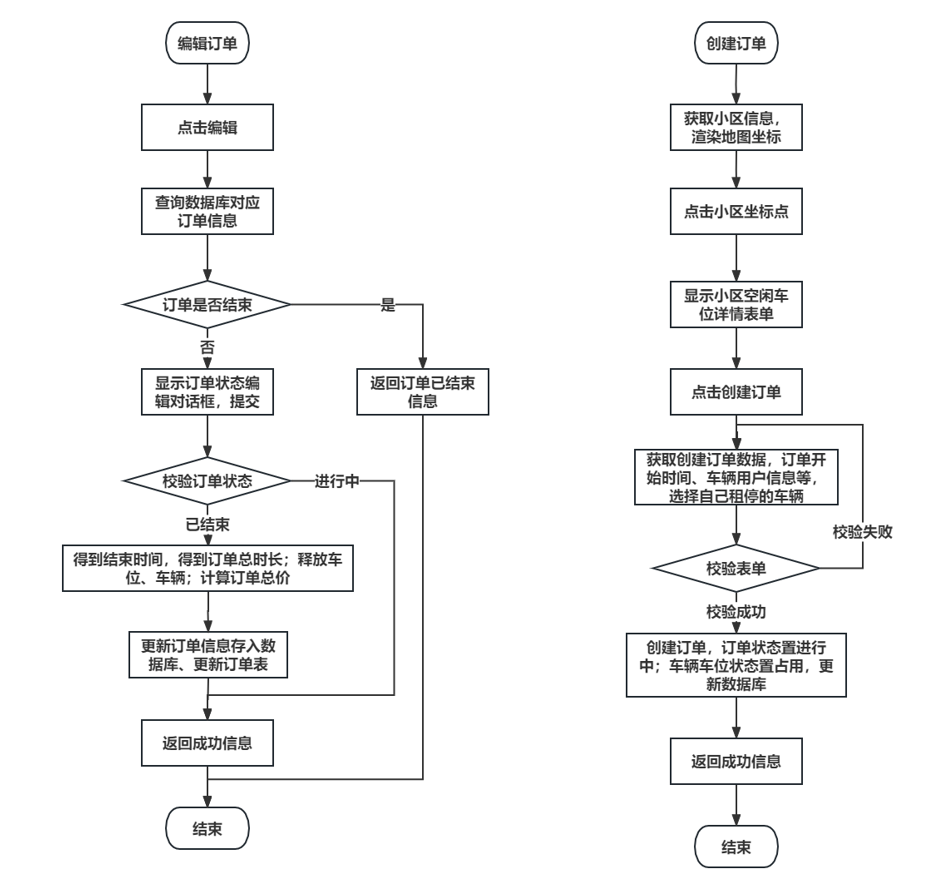 编辑订单
点击编辑
查询数据库对应
订单信息
订单是否结束
是
否
显示订单状态编
辑对话框，提交
返回订单已结束
信息
校验订单状态
进行中
已结束
得到结束时间，得到订单总时长；释放车
位、车辆；计算订单总价
更新订单信息存入数
据库、更新订单表
返回成功信息
结束
创建订单
获取小区信息，
渲染地图坐标
点击小区坐标点
显示小区空闲车
位详情表单
点击创建订单
获取创建订单数据，订单开
始时间、车辆用户信息等，
选择自己租停的车辆
校验失败
校验表单
校验成功
创建订单，订单状态置进行
中；车辆车位状态置占用，更
新数据库
返回成功信息
结束